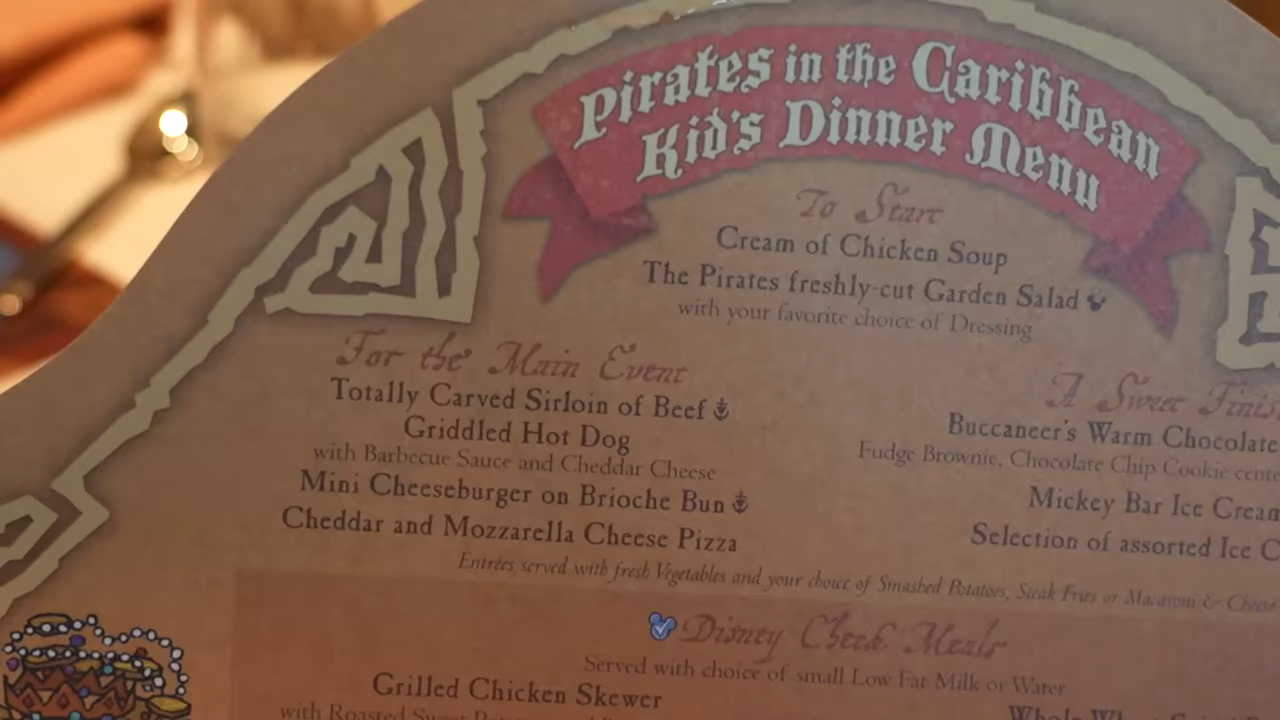 Pirates in the Caribbean
Kid's Dinner Menu
To Start
Cream of Chicken Soup
The Pirates freshly-cut Garden Salad
with your favorite choice of Dressing
For the Main Event
Totally Carved Sirloin of Beef
Griddled Hot Dog
with Barbecue Sauce and Cheddar Cheese
Mini Cheeseburger on Brioche Bun
Cheddar and Mozzarella Cheese Pizza
A Sweet
Buccaneer's Warm Chocolate
Fudge Brownie, Chocolate Chip Cookie
Mickey Bar Ice Cream
Selection of assorted Ice
Entrées served with fresh Vegetables and your choice of Smashed Potatoes, Steak Fries or Macaroni & Cheese
Disney Check Meals
Served with choice of small Low Fat Milk or Water
Grilled Chicken Skewer
with Roasted Sweet